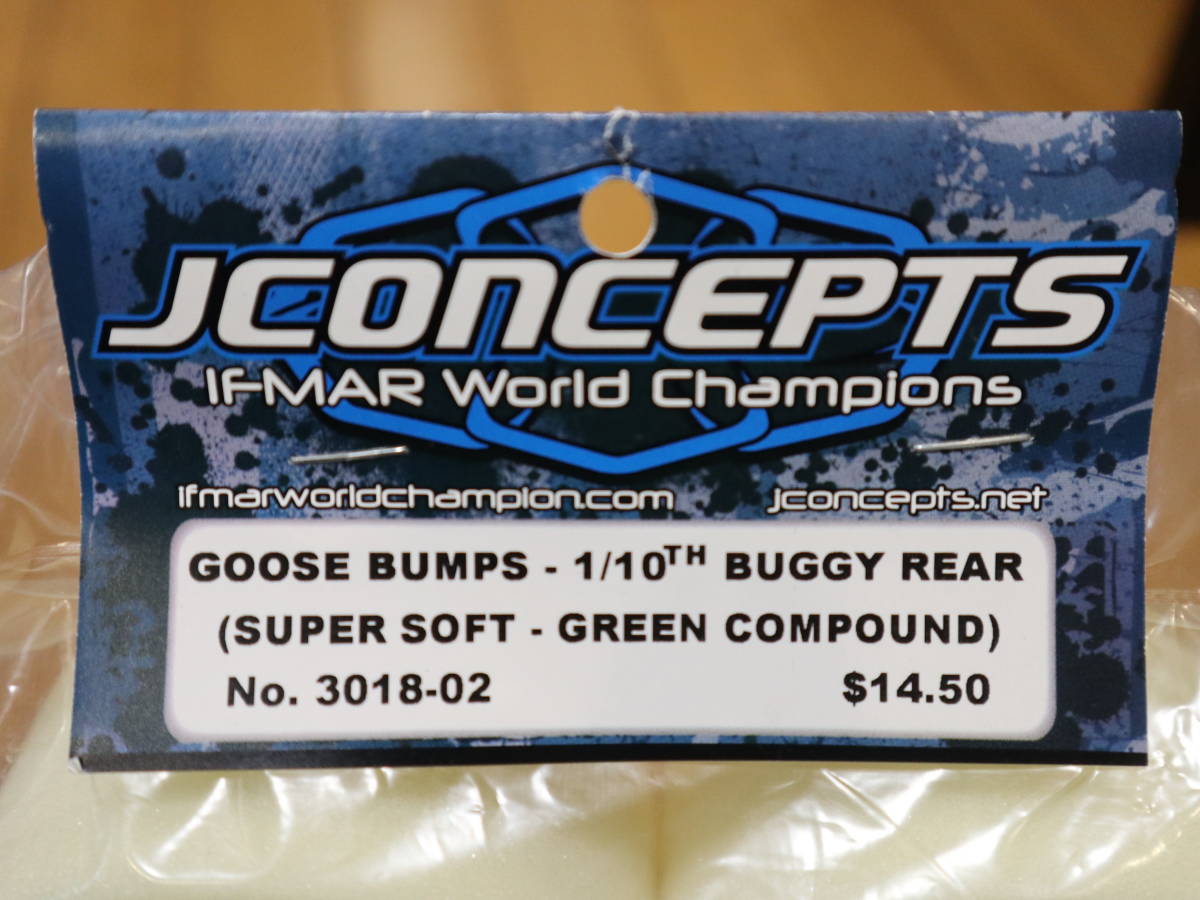 JCONCEPTS
IFMAR World Champions
ifmarworldchampion.com jconcepts.net
GOOSE BUMPS - 1/10TH BUGGY REAR
(SUPER SOFT - GREEN COMPOUND)
No. 3018-02 $14.50